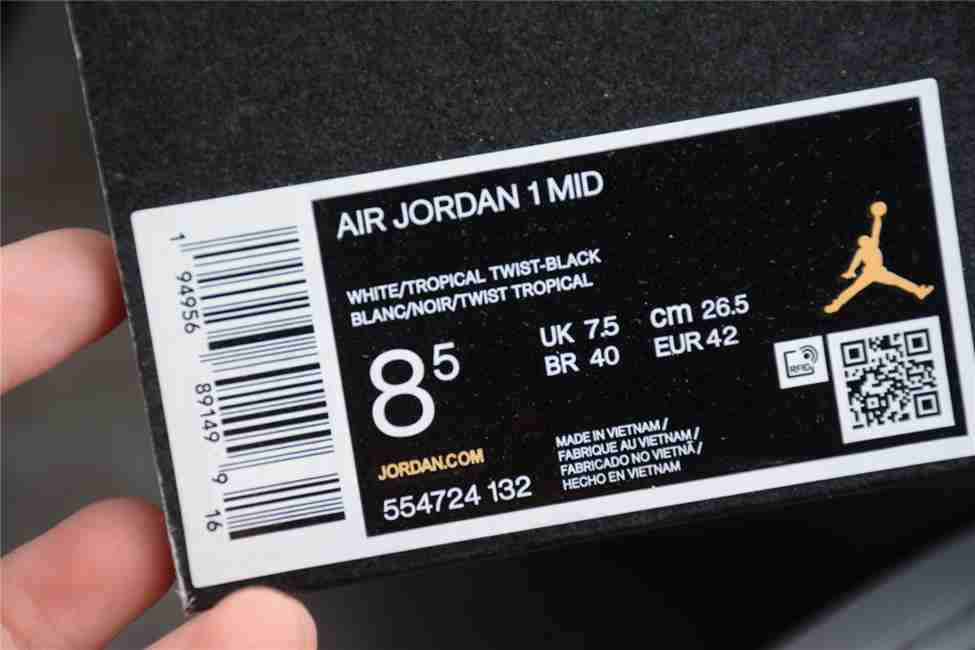 AIR JORDAN 1 MID
WHITE/TROPICAL TWIST-BLACK
BLANC/NOIR/TWIST TROPICAL
8 5
UK 7.5 cm 26.5
BR 40 EUR 42
RFID
JORDAN.COM
554724 132
MADE IN VIETNAM /
FABRIQUE AU VIETNAM /
FABRICADO NO VIETNÃ /
HECHO EN VIETNAM
1 94956 89149 9 16